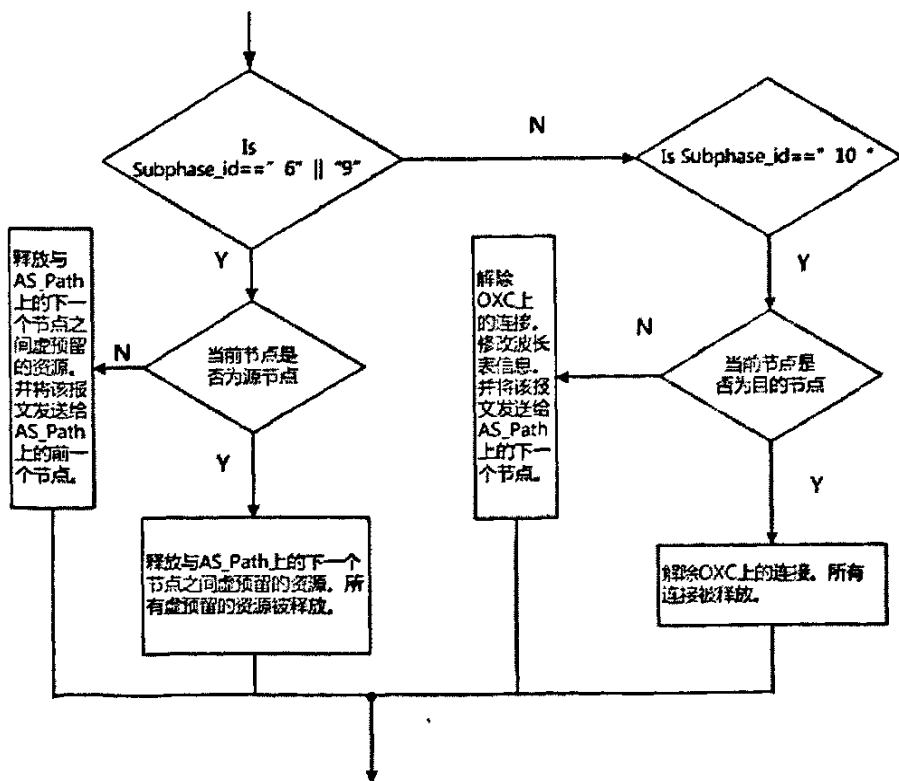 Is
Subphase_id==" 6" || "9"
N
Is Subphase_id==" 10 "
Y
Y
释放与
AS_Path
上的下一
个节点之
间虚预留
的资源。
并将该报
文发送给
AS_Path
上的前一
个节点。
N
当前节点是
否为源节点
解除
OXC上
的连接。
修改波长
表信息。
并将该报
文发送给
AS_Path
上的下一
个节点。
N
当前节点是
否为目的节点
Y
Y
释放与AS_Path上的下一个
节点之间虚预留的资源。所
有虚预留的资源被释放。
解除OXC上的连接。所有
连接被释放。